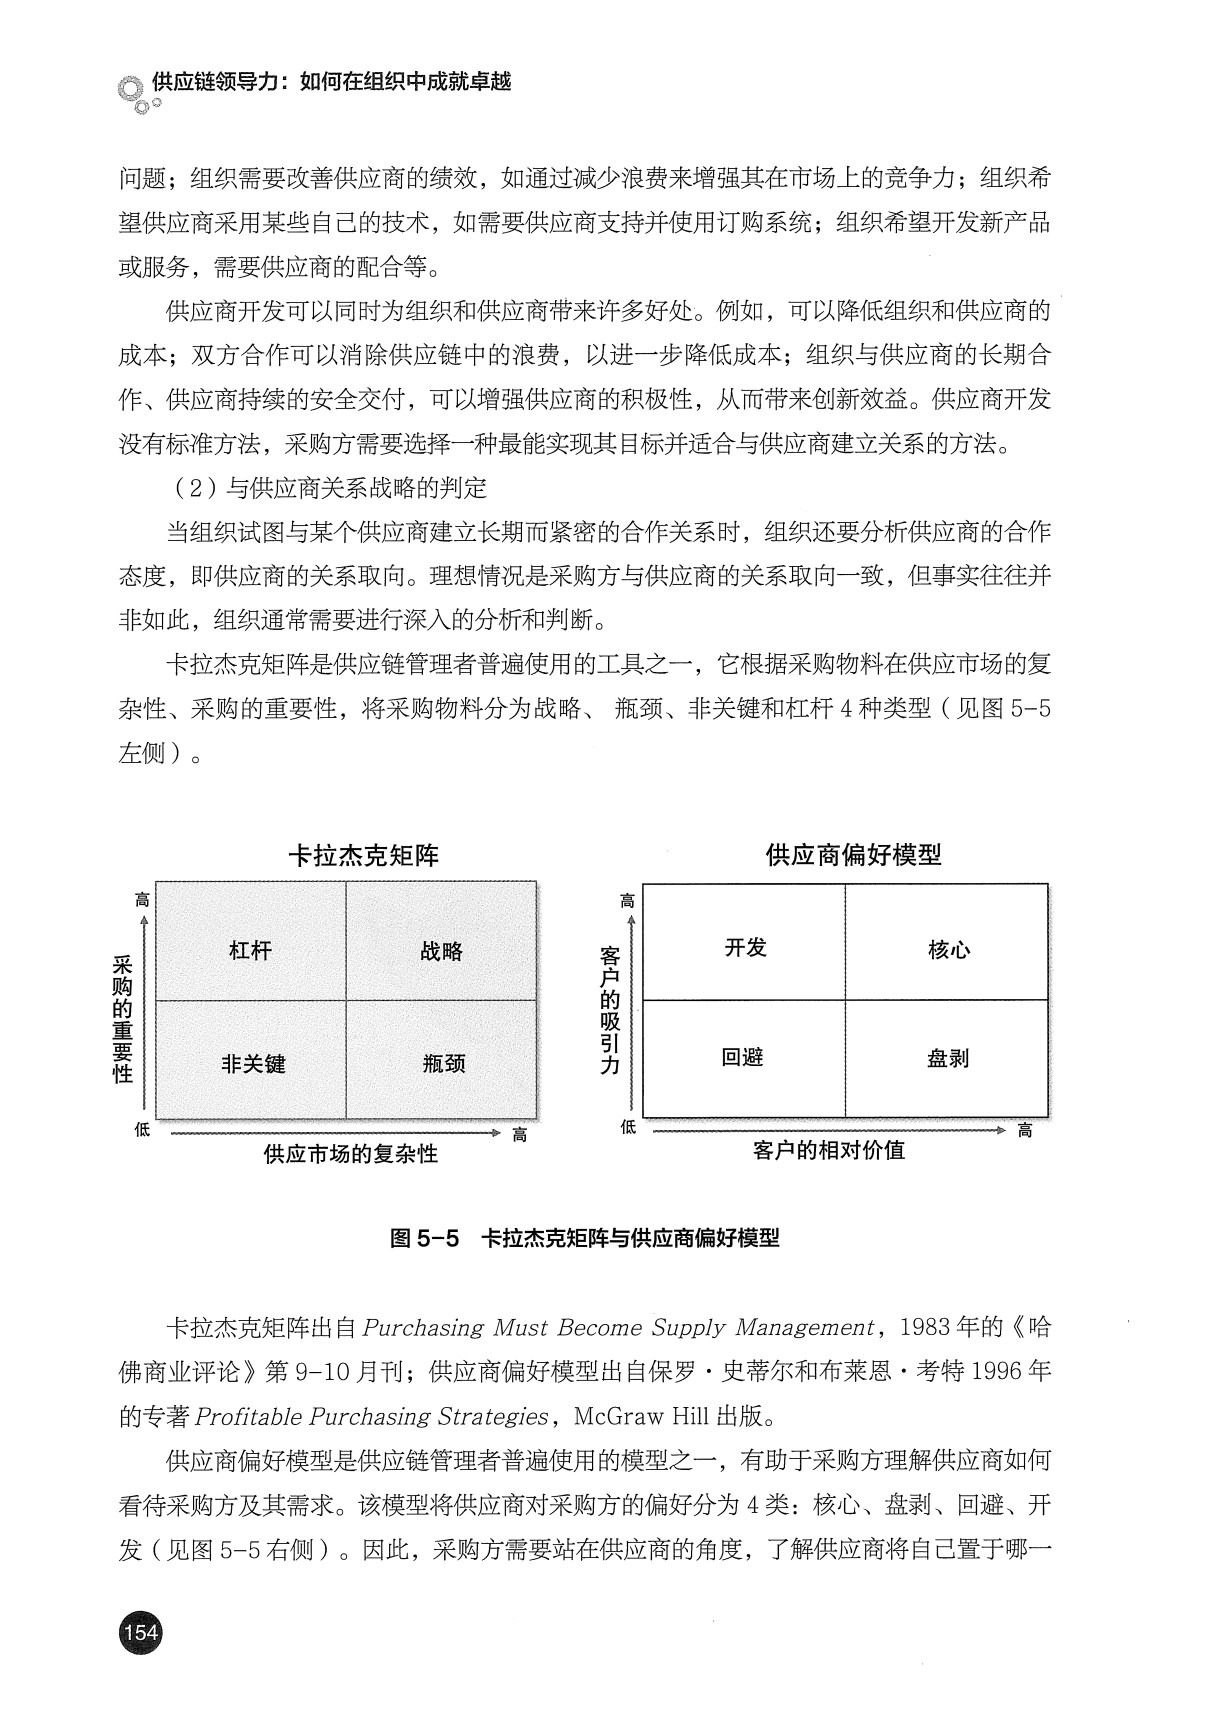 供应链领导力：如何在组织中成就卓越
问题；组织需要改善供应商的绩效，如通过减少浪费来增强其在市场上的竞争力；组织希
望供应商采用某些自己的技术，如需要供应商支持并使用订购系统；组织希望开发新产品
或服务，需要供应商的配合等。
供应商开发可以同时为组织和供应商带来许多好处。例如，可以降低组织和供应商的
成本；双方合作可以消除供应链中的浪费，以进一步降低成本；组织与供应商的长期合
作、供应商持续的安全交付，可以增强供应商的积极性，从而带来创新效益。供应商开发
没有标准方法，采购方需要选择一种最能实现其目标并适合与供应商建立关系的方法。
（2）与供应商关系战略的判定
当组织试图与某个供应商建立长期而紧密的合作关系时，组织还要分析供应商的合作
态度，即供应商的关系取向。理想情况是采购方与供应商的关系取向一致，但事实往往并
非如此，组织通常需要进行深入的分析和判断。
卡拉杰克矩阵是供应链管理者普遍使用的工具之一，它根据采购物料在供应市场的复
杂性、采购的重要性，将采购物料分为战略、 瓶颈、非关键和杠杆 4 种类型（见图 5-5
左侧）。
卡拉杰克矩阵
高
采购的重要性
低
杠杆
战略
非关键
瓶颈
高
供应市场的复杂性
供应商偏好模型
高
客户的吸引力
低
开发
核心
回避
盘剥
高
客户的相对价值
图 5-5 卡拉杰克矩阵与供应商偏好模型
卡拉杰克矩阵出自 Purchasing Must Become Supply Management，1983 年的《哈
佛商业评论》第 9-10 月刊；供应商偏好模型出自保罗·史蒂尔和布莱恩·考特 1996 年
的专著 Profitable Purchasing Strategies，McGraw Hill 出版。
供应商偏好模型是供应链管理者普遍使用的模型之一，有助于采购方理解供应商如何
看待采购方及其需求。该模型将供应商对采购方的偏好分为 4 类：核心、盘剥、回避、开
发（见图 5-5 右侧）。因此，采购方需要站在供应商的角度，了解供应商将自己置于哪一
154